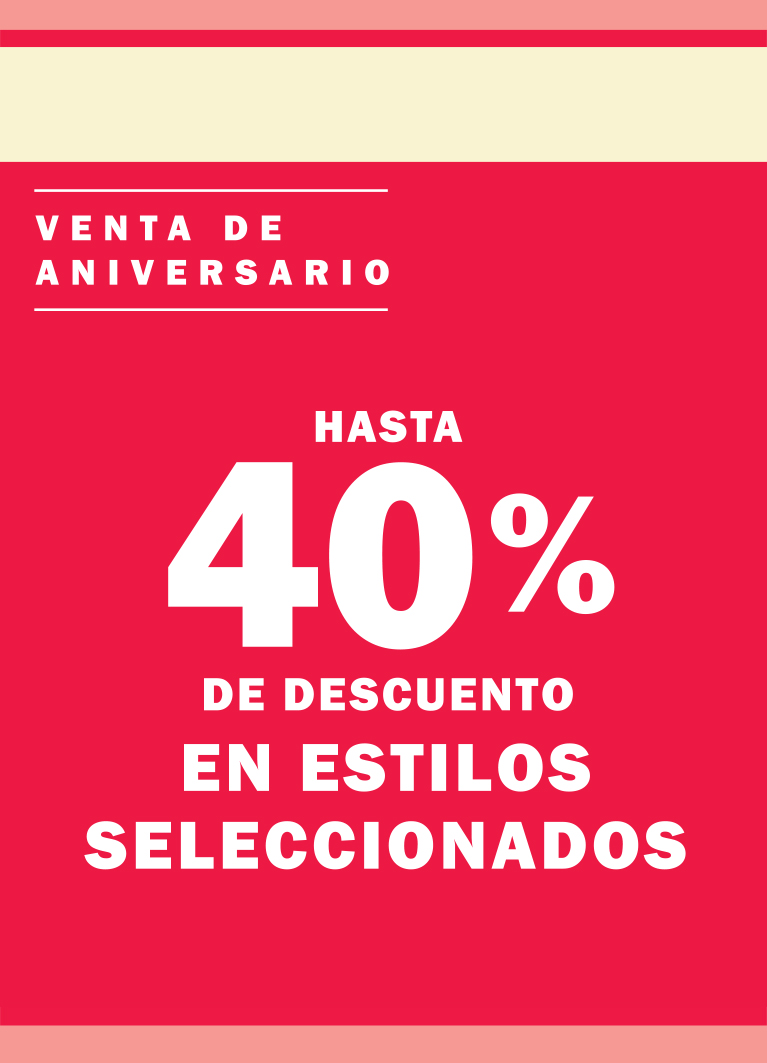 VENTA DE
ANIVERSARIO
HASTA
40%
DE DESCUENTO
EN ESTILOS
SELECCIONADOS